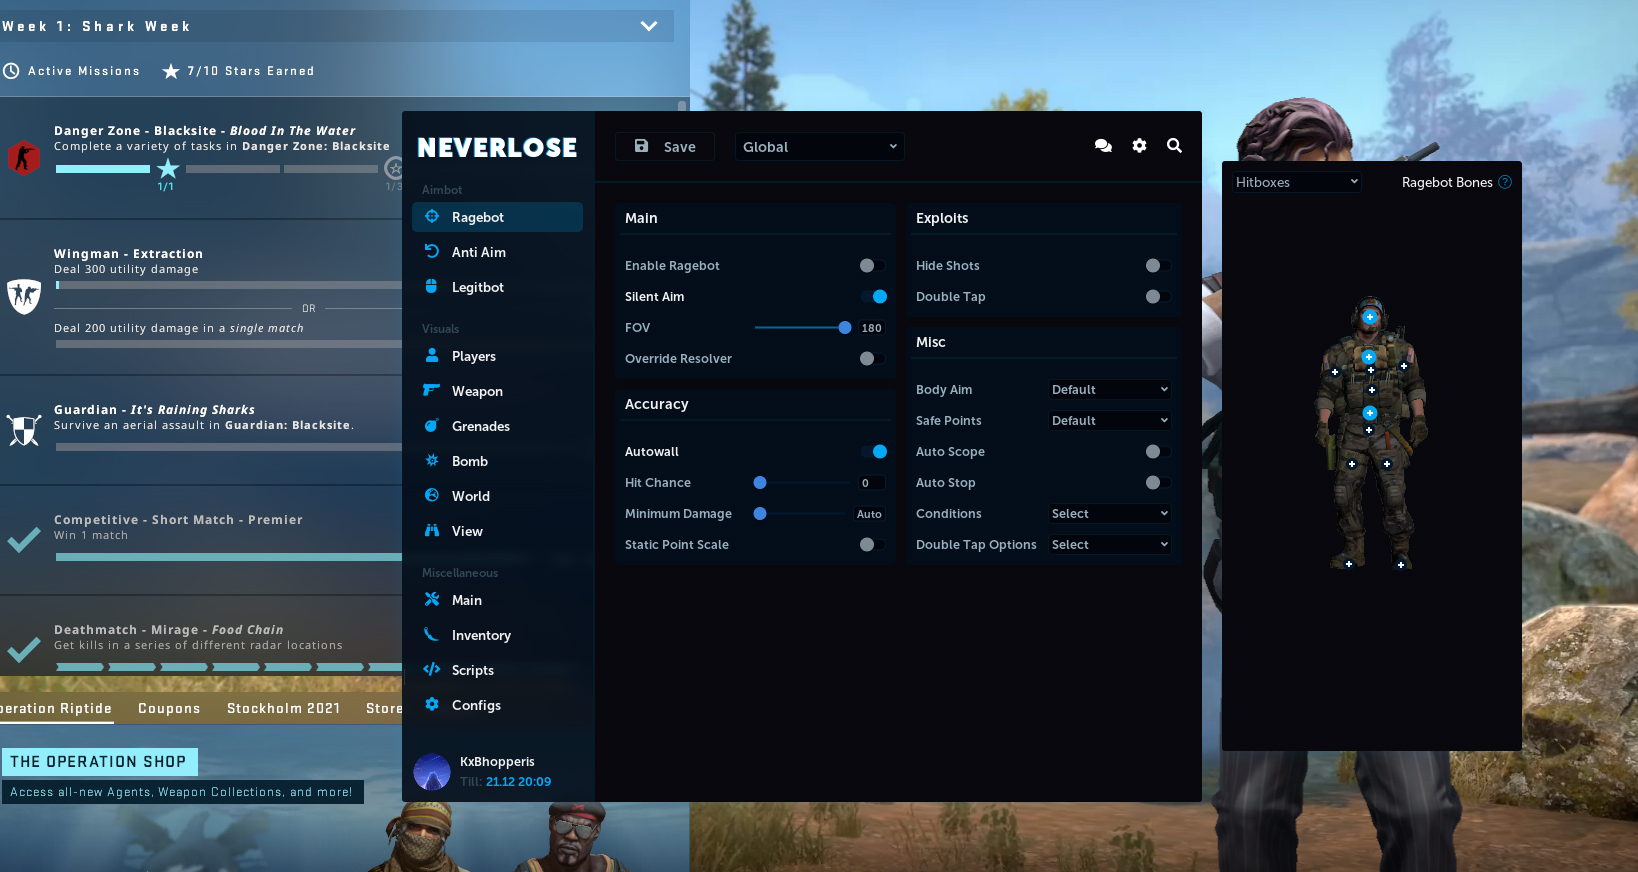 Week 1: Shark Week
Active Missions
7/10 Stars Earned
Danger Zone - Blacksite - Blood In The Water
Complete a variety of tasks in Danger Zone: Blacksite
1/1
1/3
Wingman - Extraction
Deal 300 utility damage
OR
Deal 200 utility damage in a single match
Guardian - It's Raining Sharks
Survive an aerial assault in Guardian: Blacksite.
Competitive - Short Match - Premier
Win 1 match
Deathmatch - Mirage - Food Chain
Get kills in a series of different radar locations
peration Riptide
Coupons
Stockholm 2021
Store
THE OPERATION SHOP
Access all-new Agents, Weapon Collections, and more!
NEVERLOSE
Aimbot
Ragebot
Anti Aim
Legitbot
Visuals
Players
Weapon
Grenades
Bomb
World
View
Miscellaneous
Main
Inventory
Scripts
Configs
KxBhopperis
Till: 21.12 20:09
Save
Global
Main
Enable Ragebot
Silent Aim
FOV 180
Override Resolver
Accuracy
Autowall
Hit Chance 0
Minimum Damage Auto
Static Point Scale
Exploits
Hide Shots
Double Tap
Misc
Body Aim Default
Safe Points Default
Auto Scope
Auto Stop
Conditions Select
Double Tap Options Select
Hitboxes
Ragebot Bones ?